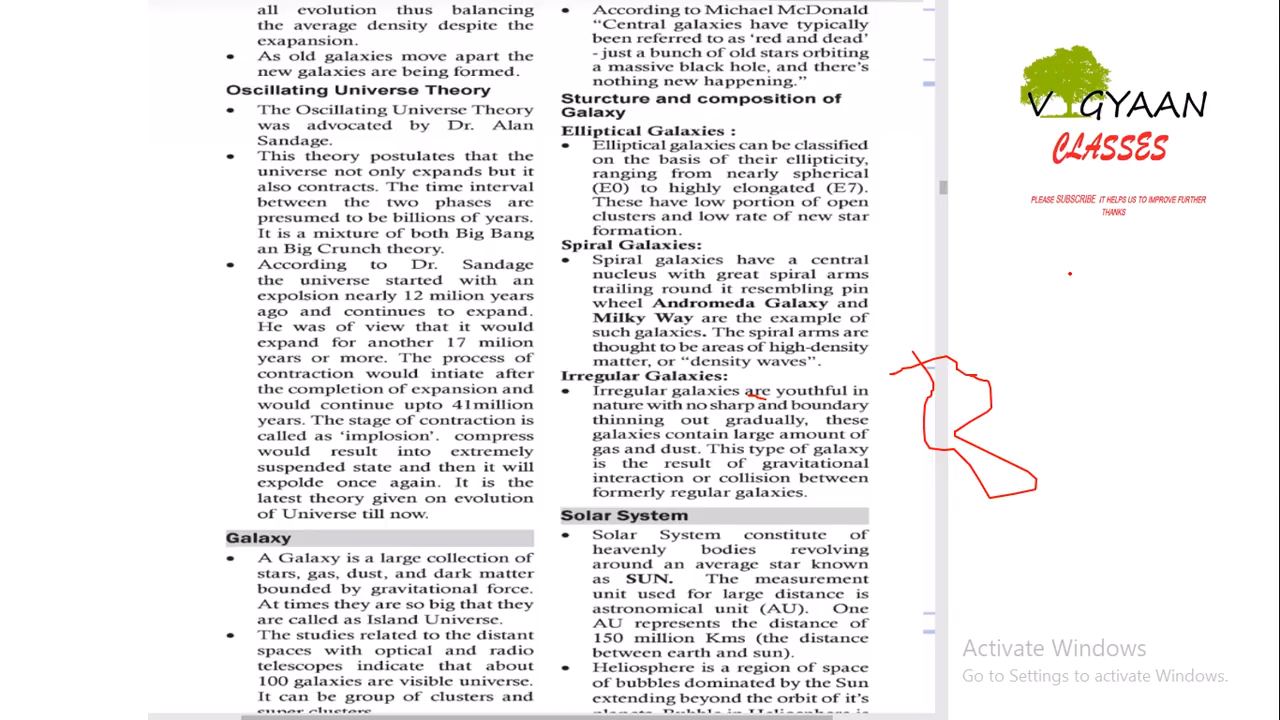 all evolution thus balancing
the average density despite the
exapansion.
• As old galaxies move apart the
new galaxies are being formed.
Oscillating Universe Theory
• The Oscillating Universe Theory
was advocated by Dr. Alan
Sandage.
• This theory postulates that the
universe not only expands but it
also contracts. The time interval
between the two phases are
presumed to be billions of years.
It is a mixture of both Big Bang
an Big Crunch theory.
• According to Dr. Sandage
the universe started with an
expolsion nearly 12 milion years
ago and continues to expand.
He was of view that it would
expand for another 17 milion
years or more. The process of
contraction would intiate after
the completion of expansion and
would continue upto 41million
years. The stage of contraction is
called as ‘implosion’. compress
would result into extremely
suspended state and then it will
expolde once again. It is the
latest theory given on evolution
of Universe till now.
Galaxy
• A Galaxy is a large collection of
stars, gas, dust, and dark matter
bounded by gravitational force.
At times they are so big that they
are called as Island Universe.
• The studies related to the distant
spaces with optical and radio
telescopes indicate that about
100 galaxies are visible universe.
It can be group of clusters and
super clusters
• According to Michael McDonald
“Central galaxies have typically
been referred to as ‘red and dead’
- just a bunch of old stars orbiting
a massive black hole, and there’s
nothing new happening.”
Sturcture and composition of
Galaxy
Elliptical Galaxies :
• Elliptical galaxies can be classified
on the basis of their ellipticity,
ranging from nearly spherical
(E0) to highly elongated (E7).
These have low portion of open
clusters and low rate of new star
formation.
Spiral Galaxies:
• Spiral galaxies have a central
nucleus with great spiral arms
trailing round it resembling pin
wheel Andromeda Galaxy and
Milky Way are the example of
such galaxies. The spiral arms are
thought to be areas of high-density
matter, or “density waves”.
Irregular Galaxies:
• Irregular galaxies are youthful in
nature with no sharp and boundary
thinning out gradually, these
galaxies contain large amount of
gas and dust. This type of galaxy
is the result of gravitational
interaction or collision between
formerly regular galaxies.
Solar System
• Solar System constitute of
heavenly bodies revolving
around an average star known
as SUN. The measurement
unit used for large distance is
astronomical unit (AU). One
AU represents the distance of
150 million Kms (the distance
between earth and sun).
• Heliosphere is a region of space
of bubbles dominated by the Sun
extending beyond the orbit of it’s
V GYAAN
CLASSES
PLEASE SUBSCRIBE IT HELPS US TO IMPROVE FURTHER
THANKS
Activate Windows
Go to Settings to activate Windows.